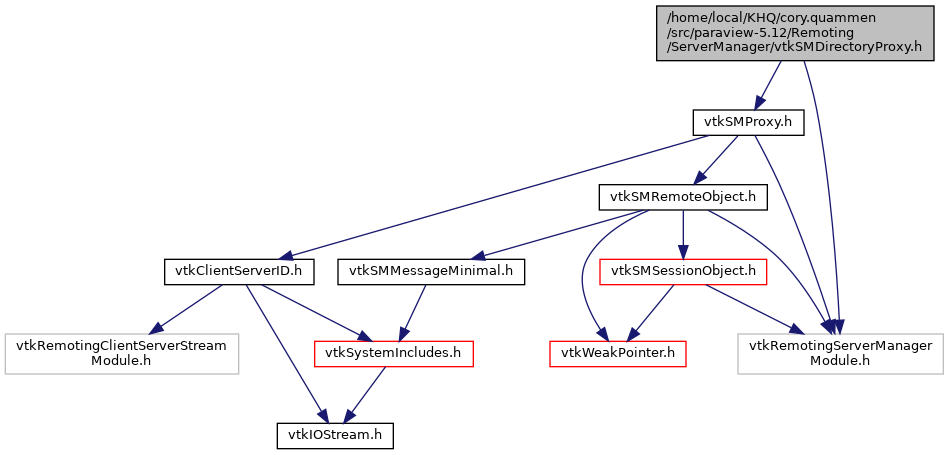 /home/local/KHQ/cory.quammen
/src/paraview-5.12/Remoting
/ServerManager/vtkSMDirectoryProxy.h
vtkSMProxy.h
vtkSMRemoteObject.h
vtkClientServerID.h
vtkSMMessageMinimal.h
vtkSMSessionObject.h
vtkRemotingClientServerStream
Module.h
vtkSystemIncludes.h
vtkWeakPointer.h
vtkRemotingServerManager
Module.h
vtkIOStream.h